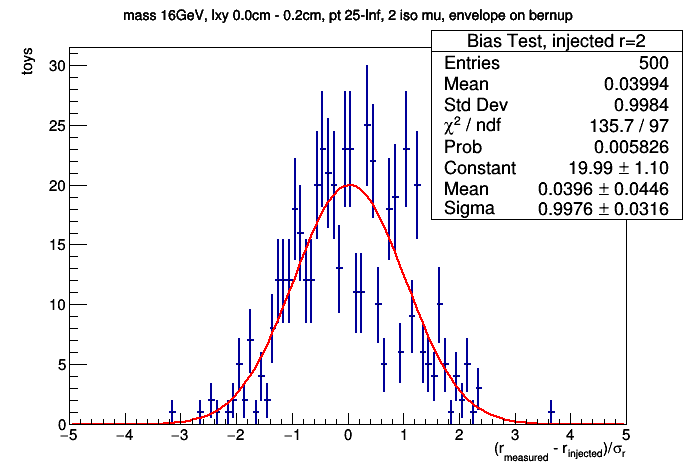 mass 16GeV, lxy 0.0cm - 0.2cm, pt 25-Inf, 2 iso mu, envelope on bernup
Bias Test, injected r=2
Entries 500
Mean 0.03994
Std Dev 0.9984
χ² / ndf 135.7 / 97
Prob 0.005826
Constant 19.99 ± 1.10
Mean 0.0396 ± 0.0446
Sigma 0.9976 ± 0.0316
toys
30
25
20
15
10
5
0
−5 −4 −3 −2 −1 0 1 2 3 4 5
(r_measured - r_injected)/σ_r